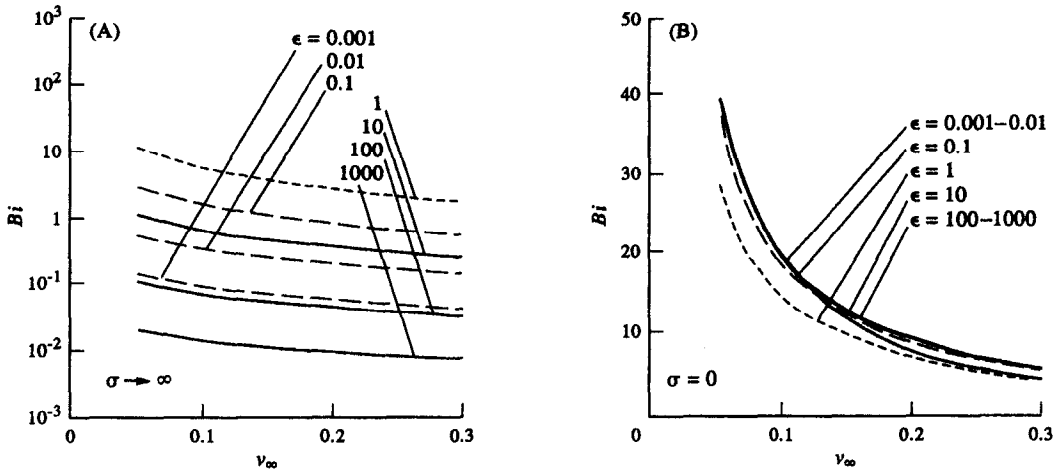 (A)
10³
10²
10
1
10⁻¹
10⁻²
10⁻³
Bi
ϵ = 0.001
0.01
0.1
1
10
100
1000
σ → ∞
0
0.1
0.2
0.3
ν∞
(B)
50
40
30
20
10
Bi
ϵ = 0.001–0.01
ϵ = 0.1
ϵ = 1
ϵ = 10
ϵ = 100–1000
σ = 0
0
0.1
0.2
0.3
ν∞